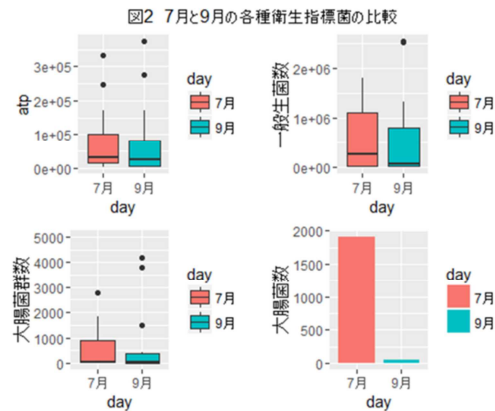 図2 7月と9月の各種衛生指標菌の比較
atp
3e+05
2e+05
1e+05
0e+00
7月
9月
day
day
7月
9月
一般生菌数
2e+06
1e+06
0e+00
7月
9月
day
day
7月
9月
大腸菌群数
5000
4000
3000
2000
1000
0
7月
9月
day
day
7月
9月
大腸菌数
2000
1500
1000
500
0
7月
9月
day
day
7月
9月